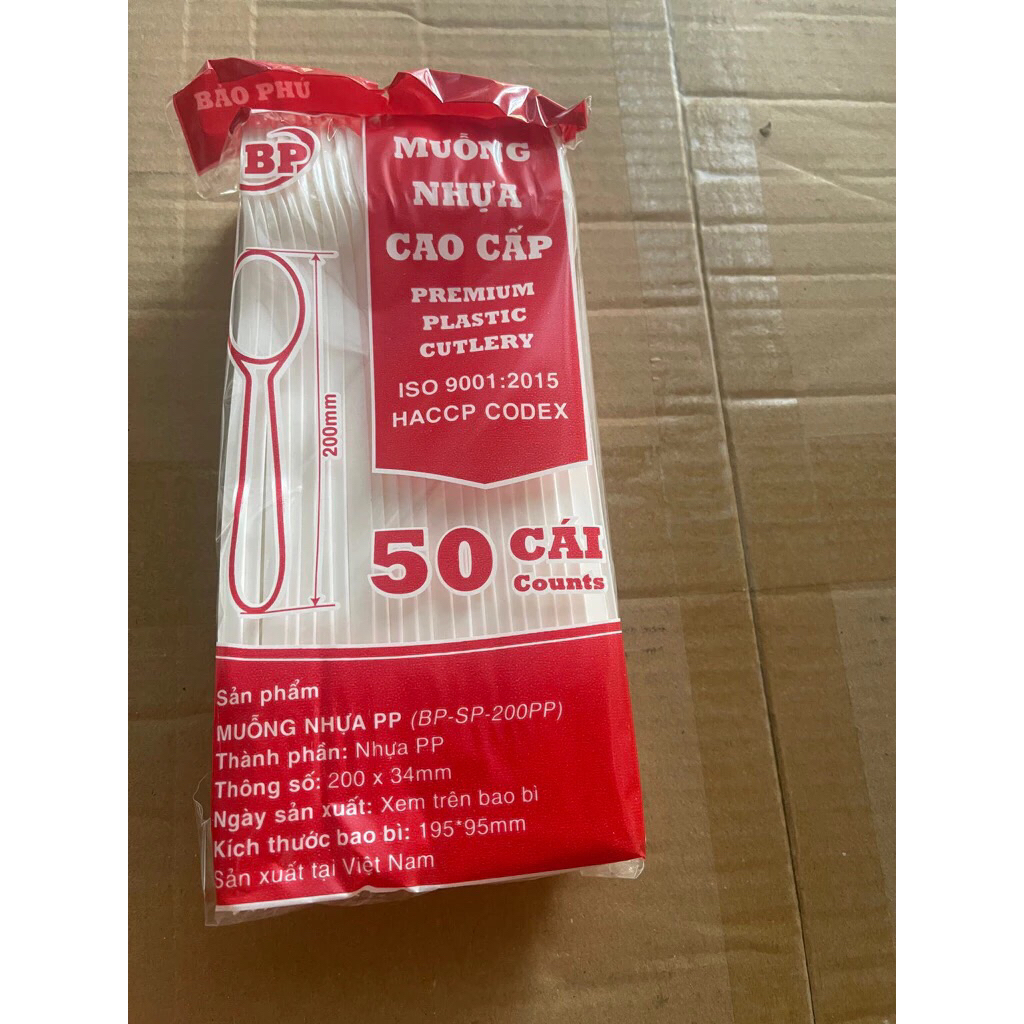 BẢO PHÚ
BP
MUỖNG
NHỰA
CAO CẤP
PREMIUM
PLASTIC
CUTLERY
ISO 9001:2015
HACCP CODEX
200mm
50 CÁI
Counts
Sản phẩm
MUỖNG NHỰA PP (BP-SP-200PP)
Thành phần: Nhựa PP
Thông số: 200 x 34mm
Ngày sản xuất: Xem trên bao bì
Kích thước bao bì: 195*95mm
Sản xuất tại Việt Nam